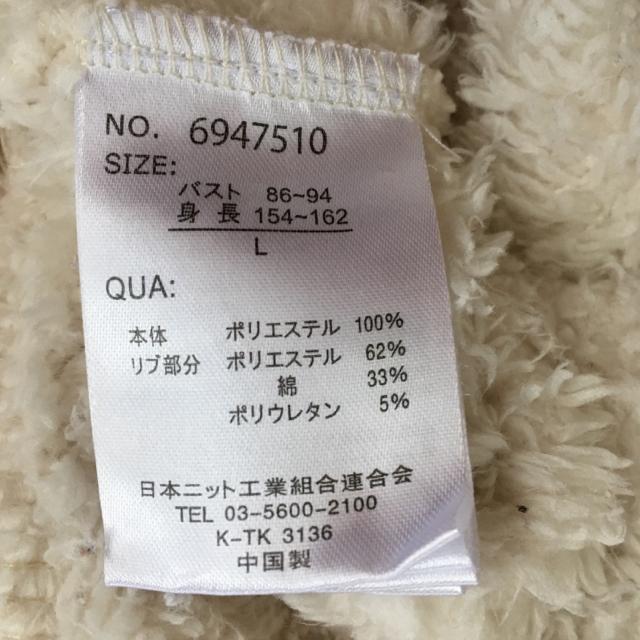 NO. 6947510
SIZE:
バスト 86~94
身長 154~162
L
QUA:
本体 ポリエステル 100%
リブ部分 ポリエステル 62%
綿 33%
ポリウレタン 5%
日本ニット工業組合連合会
TEL 03-5600-2100
K-TK 3136
中国製